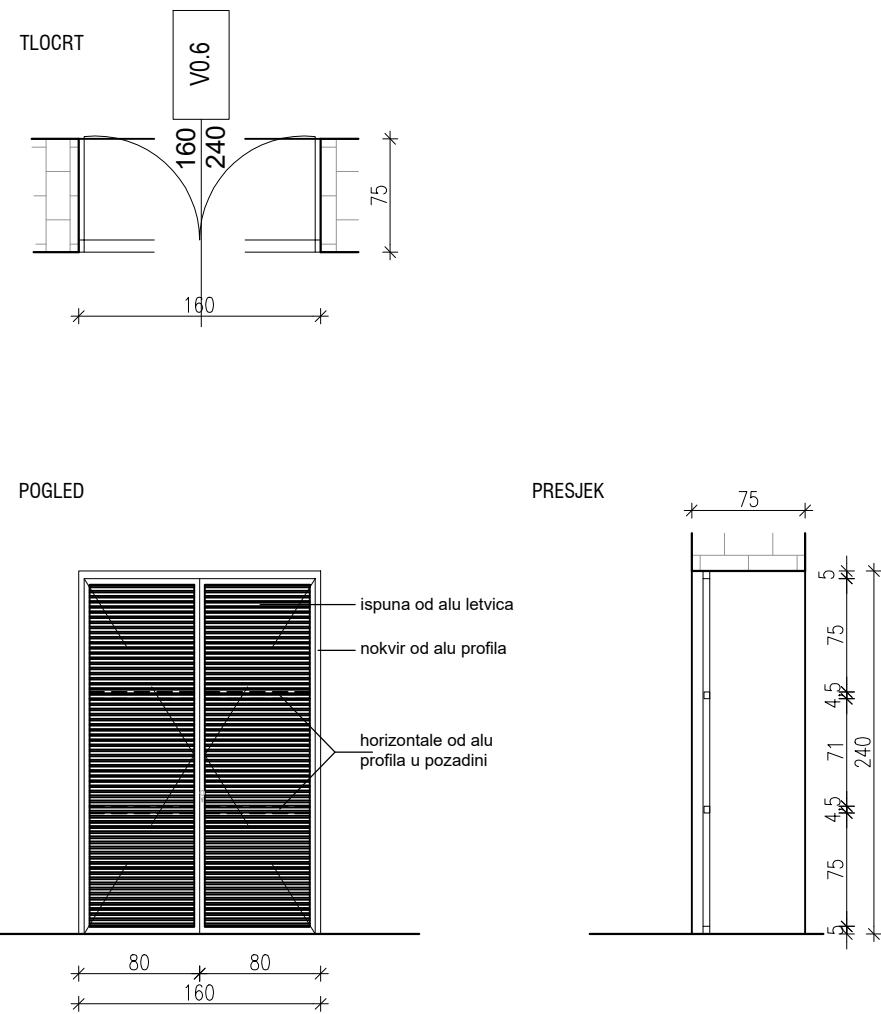 TLOCRT
V0.6
160
240
75
160
POGLED
PRESJEK
75
ispuna od alu letvica
nokvir od alu profila
horizontale od alu
profila u pozadini
5
75
4,5
71
4,5
75
5
240
80
80
160